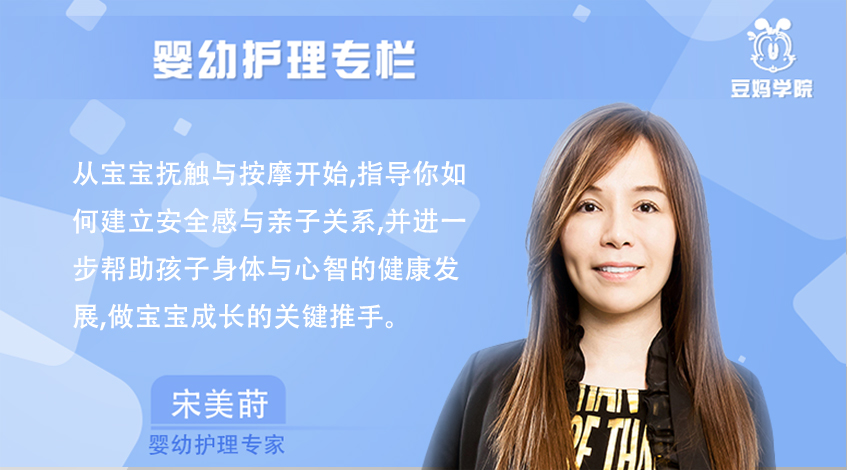 婴幼护理专栏
豆妈学院
从宝宝抚触与按摩开始,指导你如
何建立安全感与亲子关系,并进一
步帮助孩子身体与心智的健康发
展,做宝宝成长的关键推手。
宋美莳
婴幼护理专家